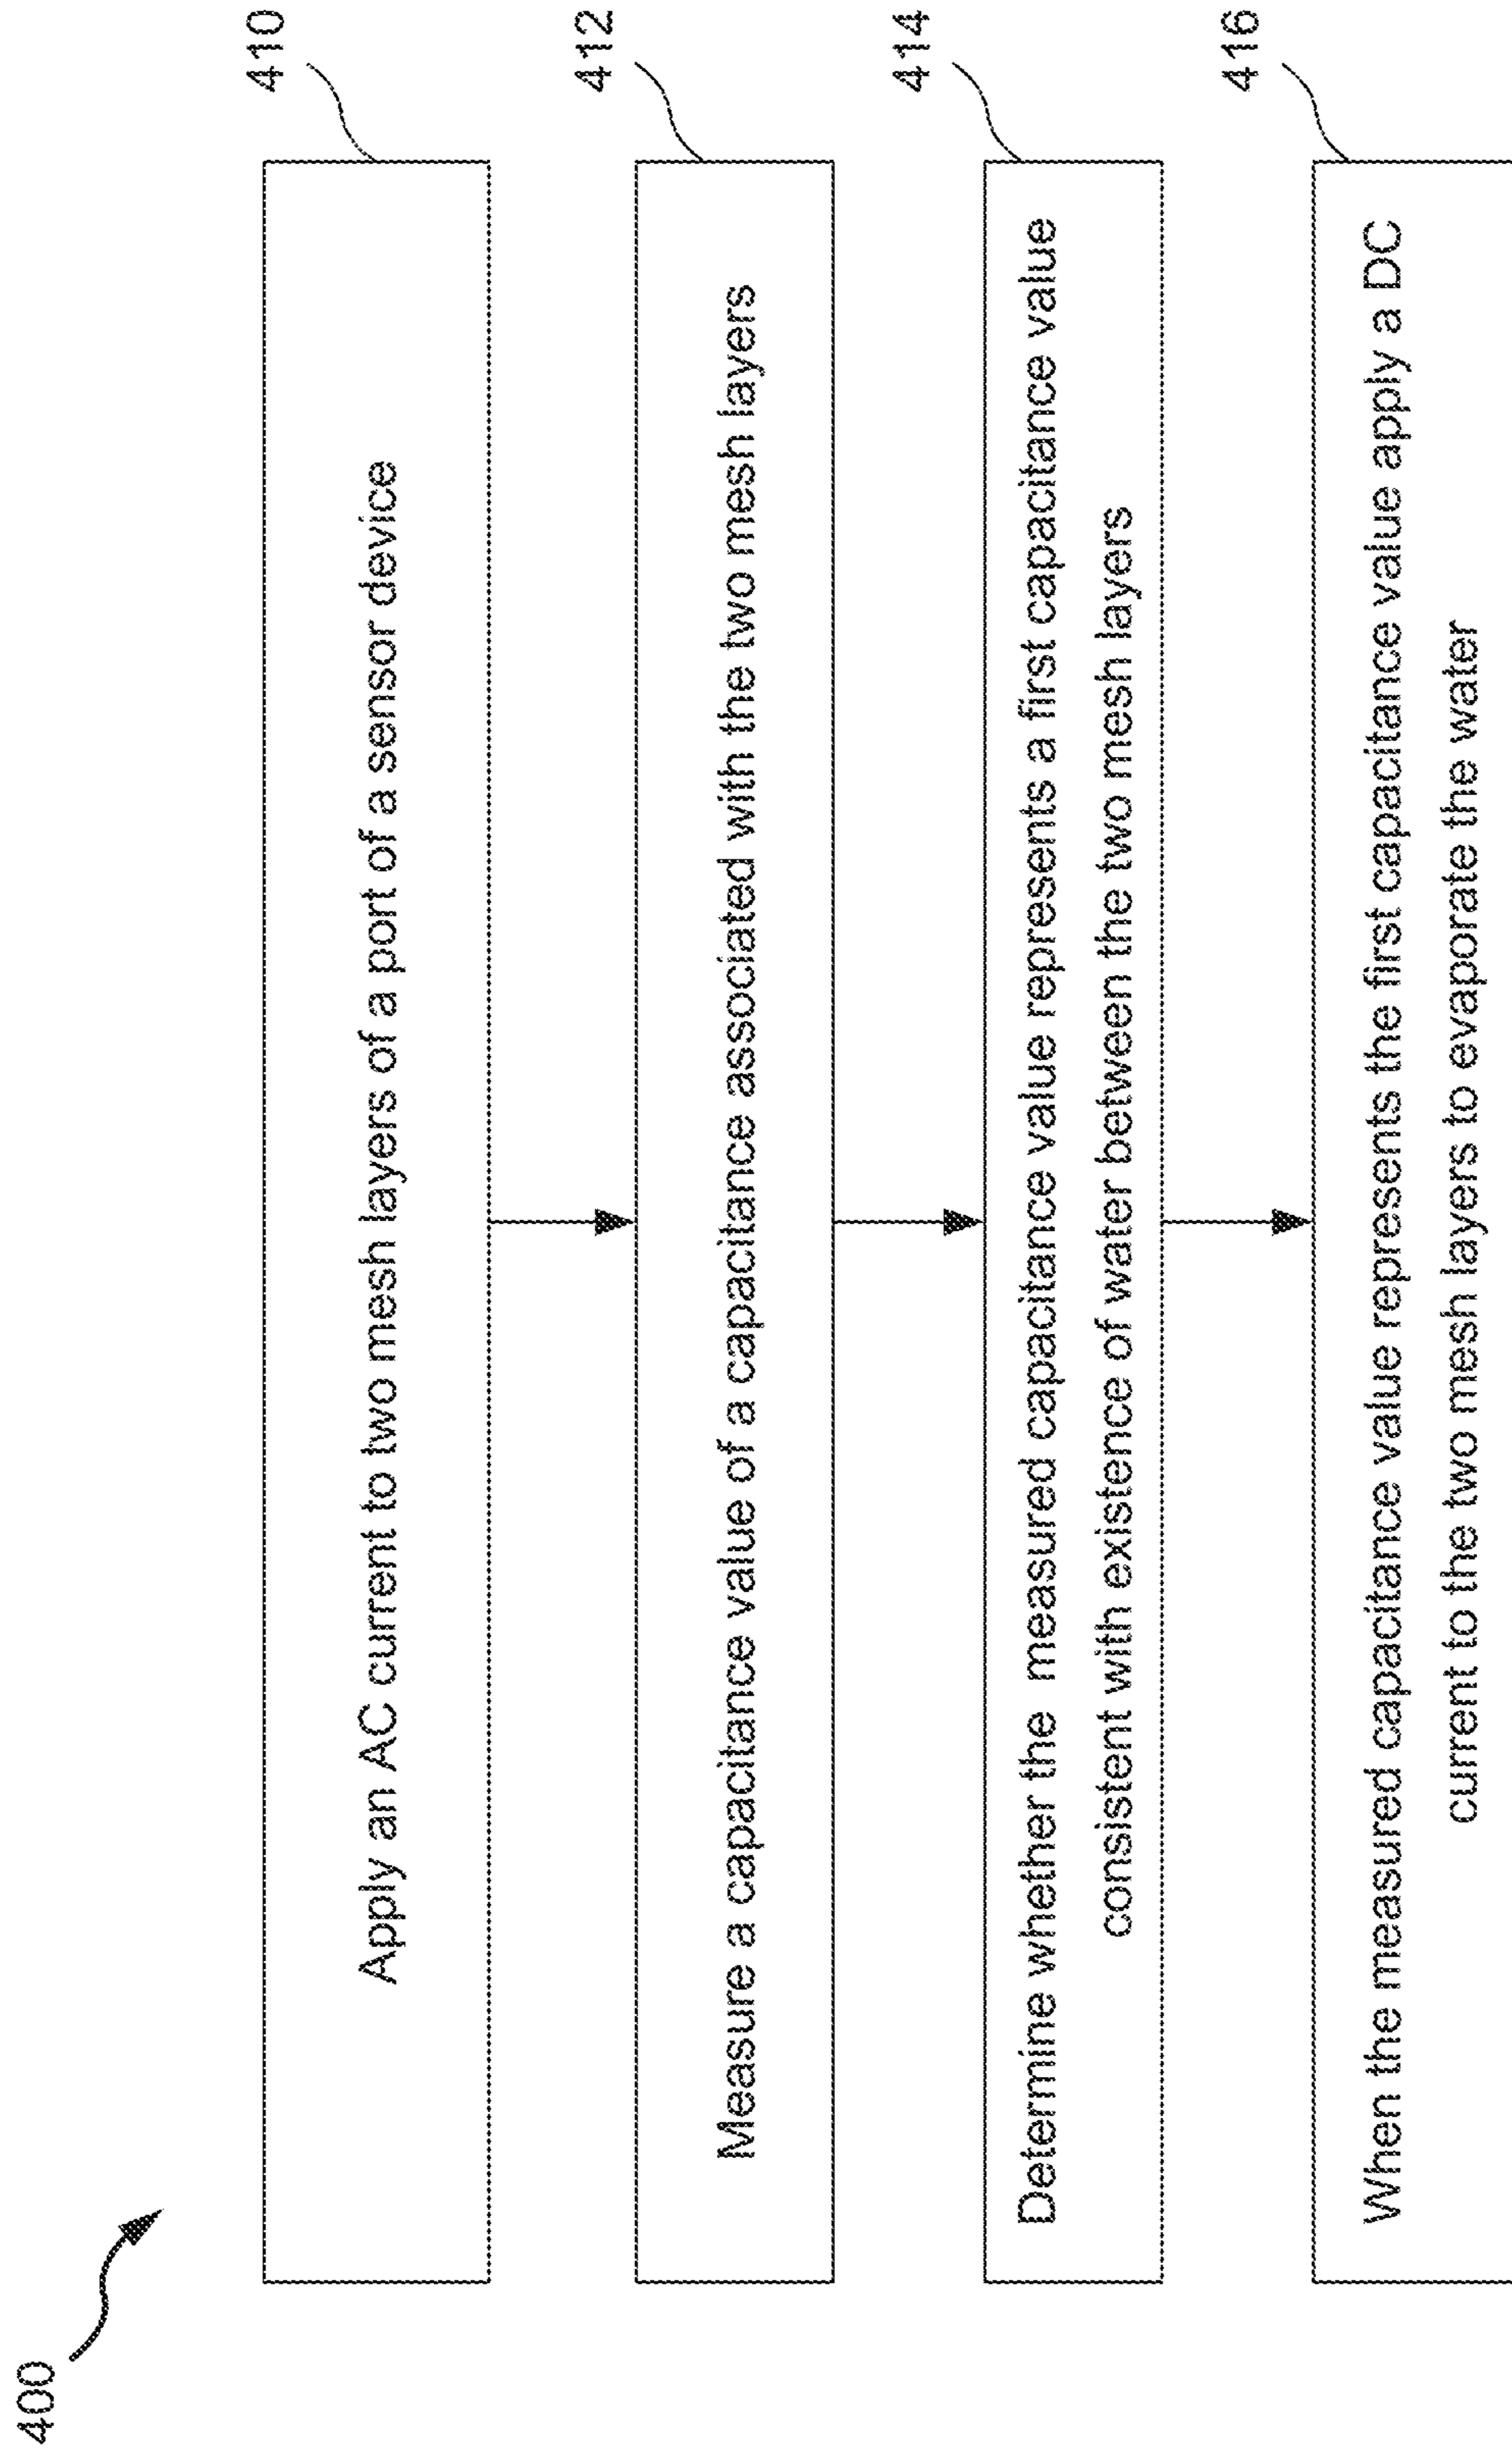 400
410
Apply an AC current to two mesh layers of a port of a sensor device
412
Measure a capacitance value of a capacitance associated with the two mesh layers
414
Determine whether the measured capacitance value represents a first capacitance value
consistent with existence of water between the two mesh layers
416
When the measured capacitance value represents the first capacitance value apply a DC
current to the two mesh layers to evaporate the water